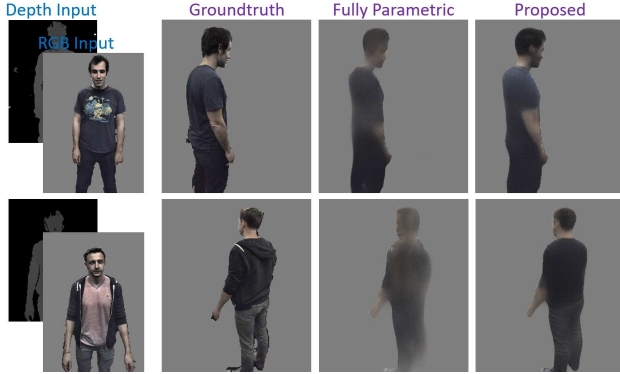 Depth Input
RGB Input
Groundtruth
Fully Parametric
Proposed